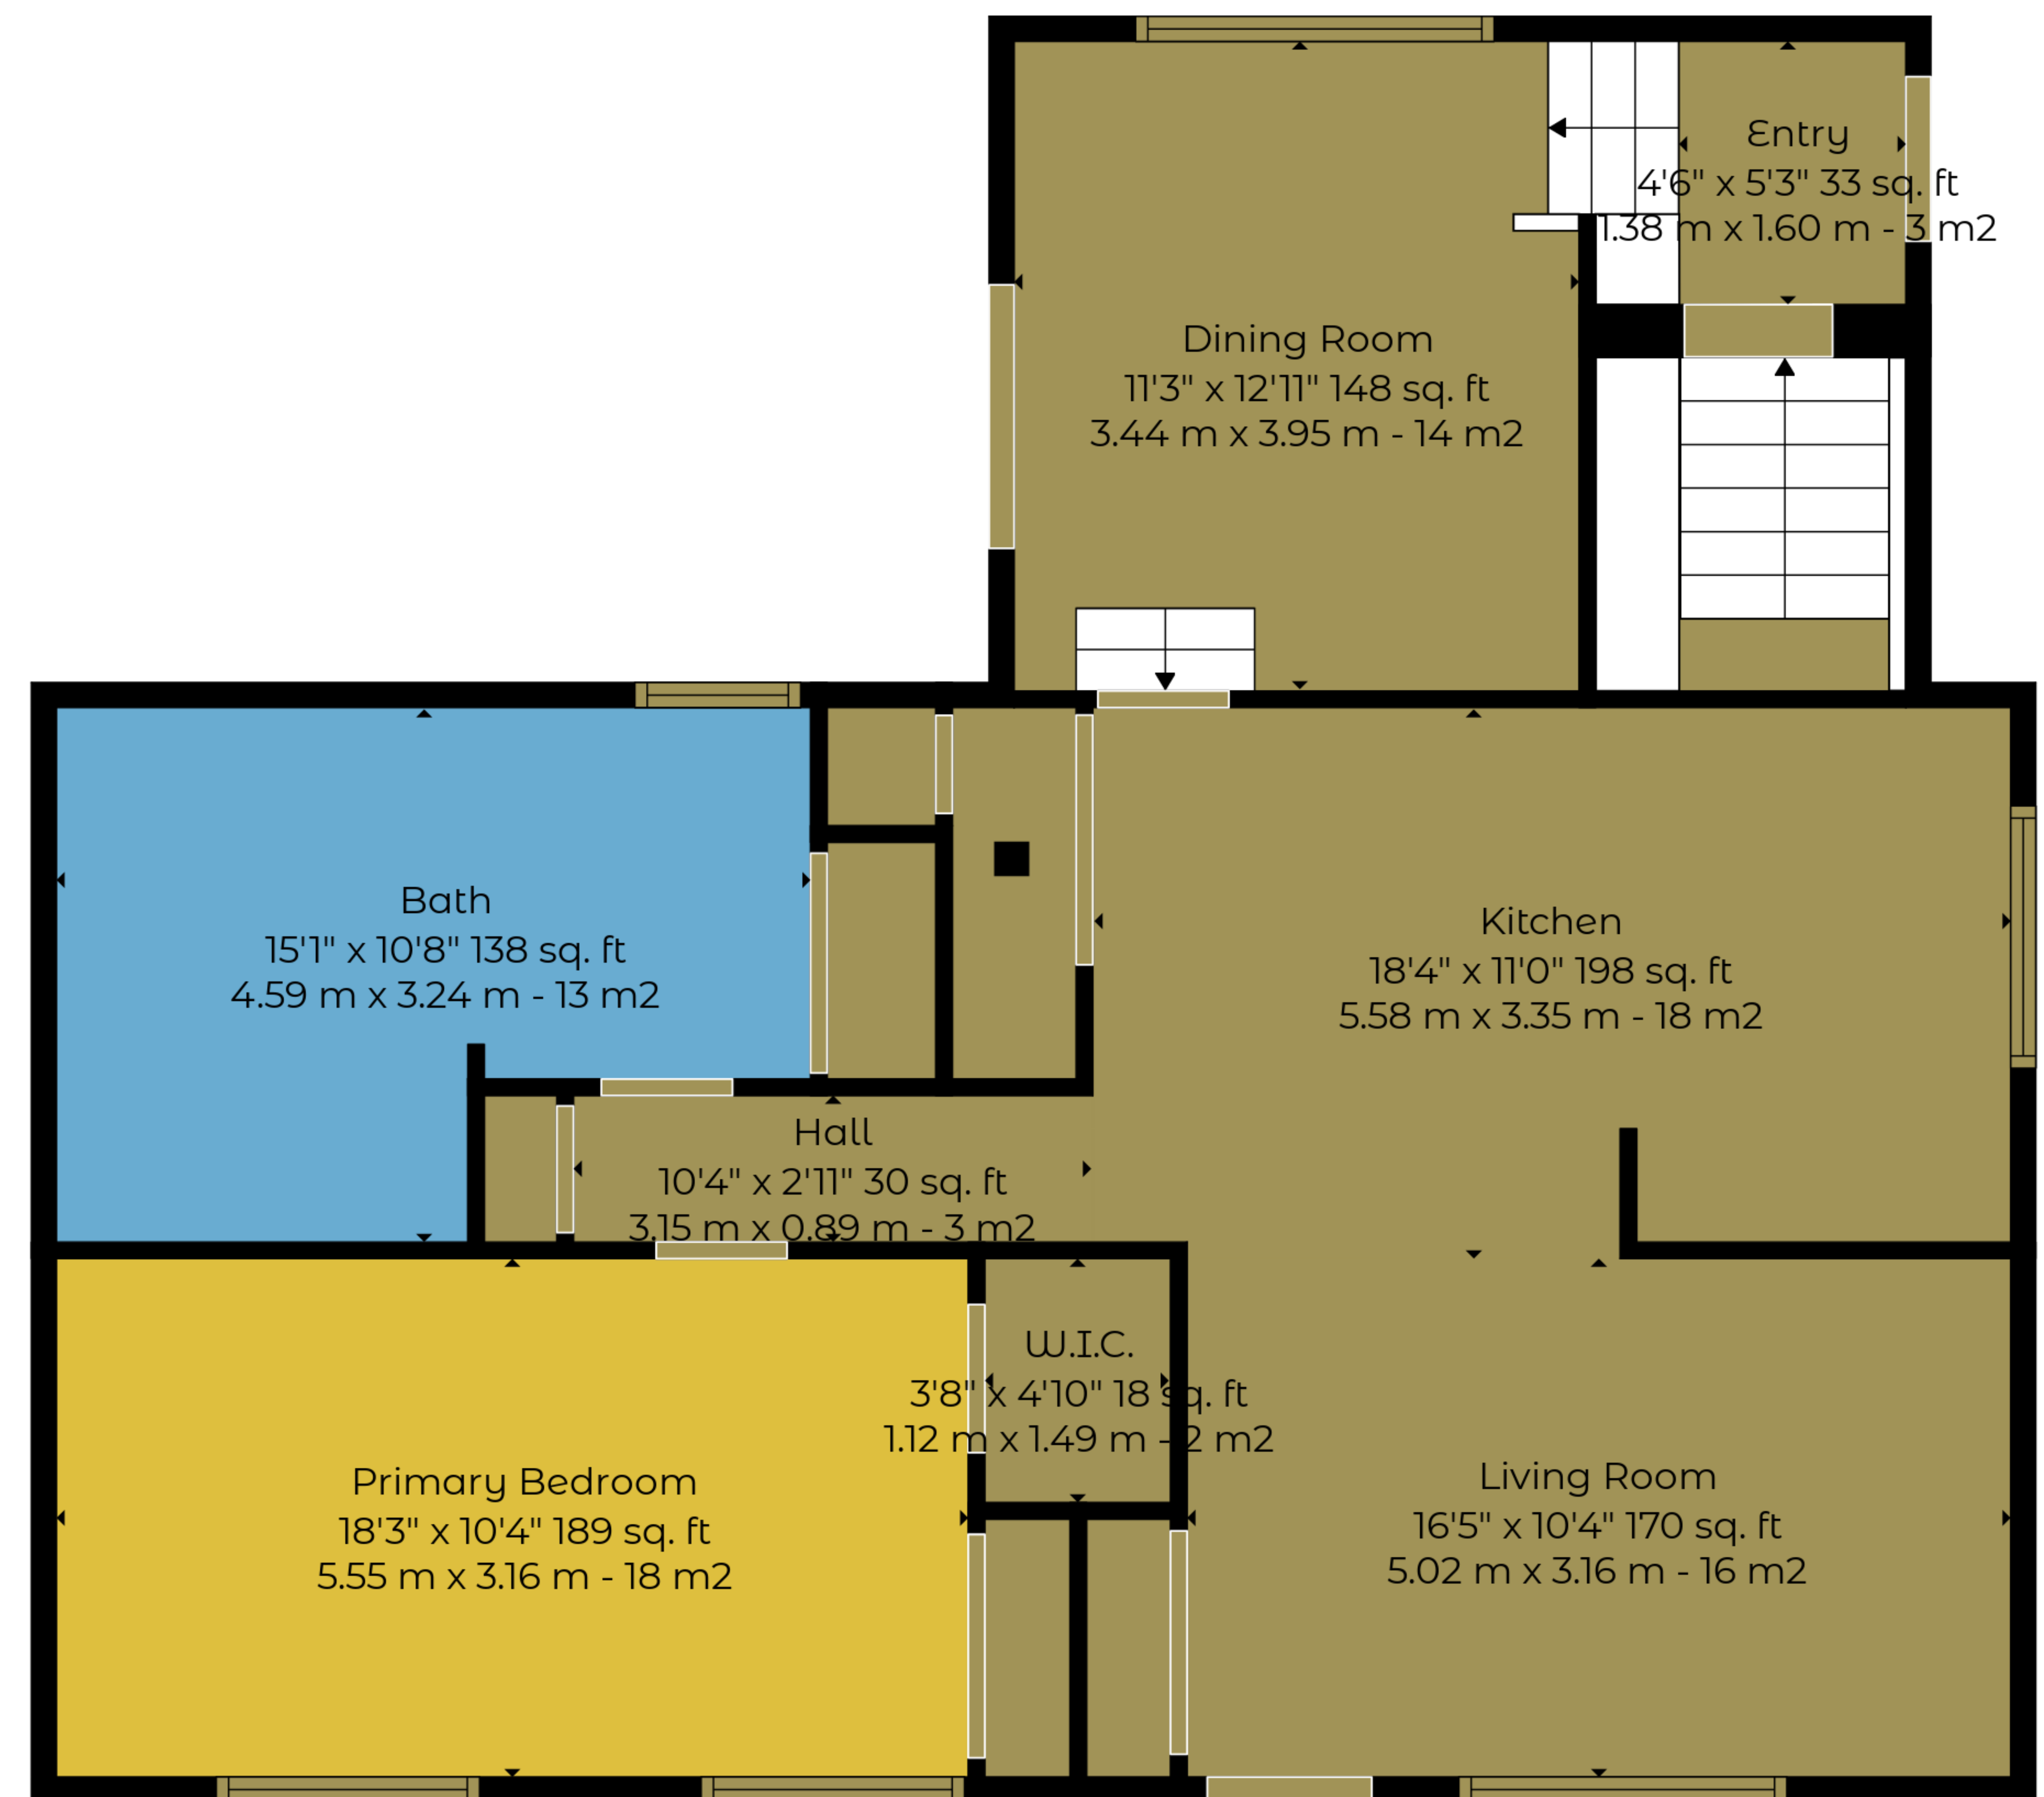 Entry
4'6" x 5'3" 33 sq. ft
1.38 m x 1.60 m - 3 m2
Dining Room
11'3" x 12'11" 148 sq. ft
3.44 m x 3.95 m - 14 m2
Bath
15'1" x 10'8" 138 sq. ft
4.59 m x 3.24 m - 13 m2
Kitchen
18'4" x 11'0" 198 sq. ft
5.58 m x 3.35 m - 18 m2
Hall
10'4" x 2'11" 30 sq. ft
3.15 m x 0.89 m - 3 m2
W.I.C.
3'8" x 4'10" 18 sq. ft
1.12 m x 1.49 m - 2 m2
Primary Bedroom
18'3" x 10'4" 189 sq. ft
5.55 m x 3.16 m - 18 m2
Living Room
16'5" x 10'4" 170 sq. ft
5.02 m x 3.16 m - 16 m2